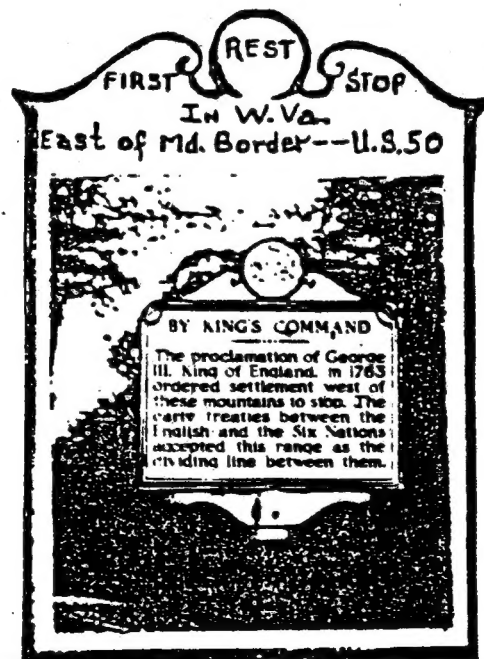 REST
FIRST STOP
IN W.Va.
East of Md. Border--U.S.50
BY KING'S COMMAND
The proclamation of George
III. King of England. in 1763
ordered settlement west of
these mountains to stop. The
early treaties between the
English and the Six Nations
accepted this range as the
dividing line between them.